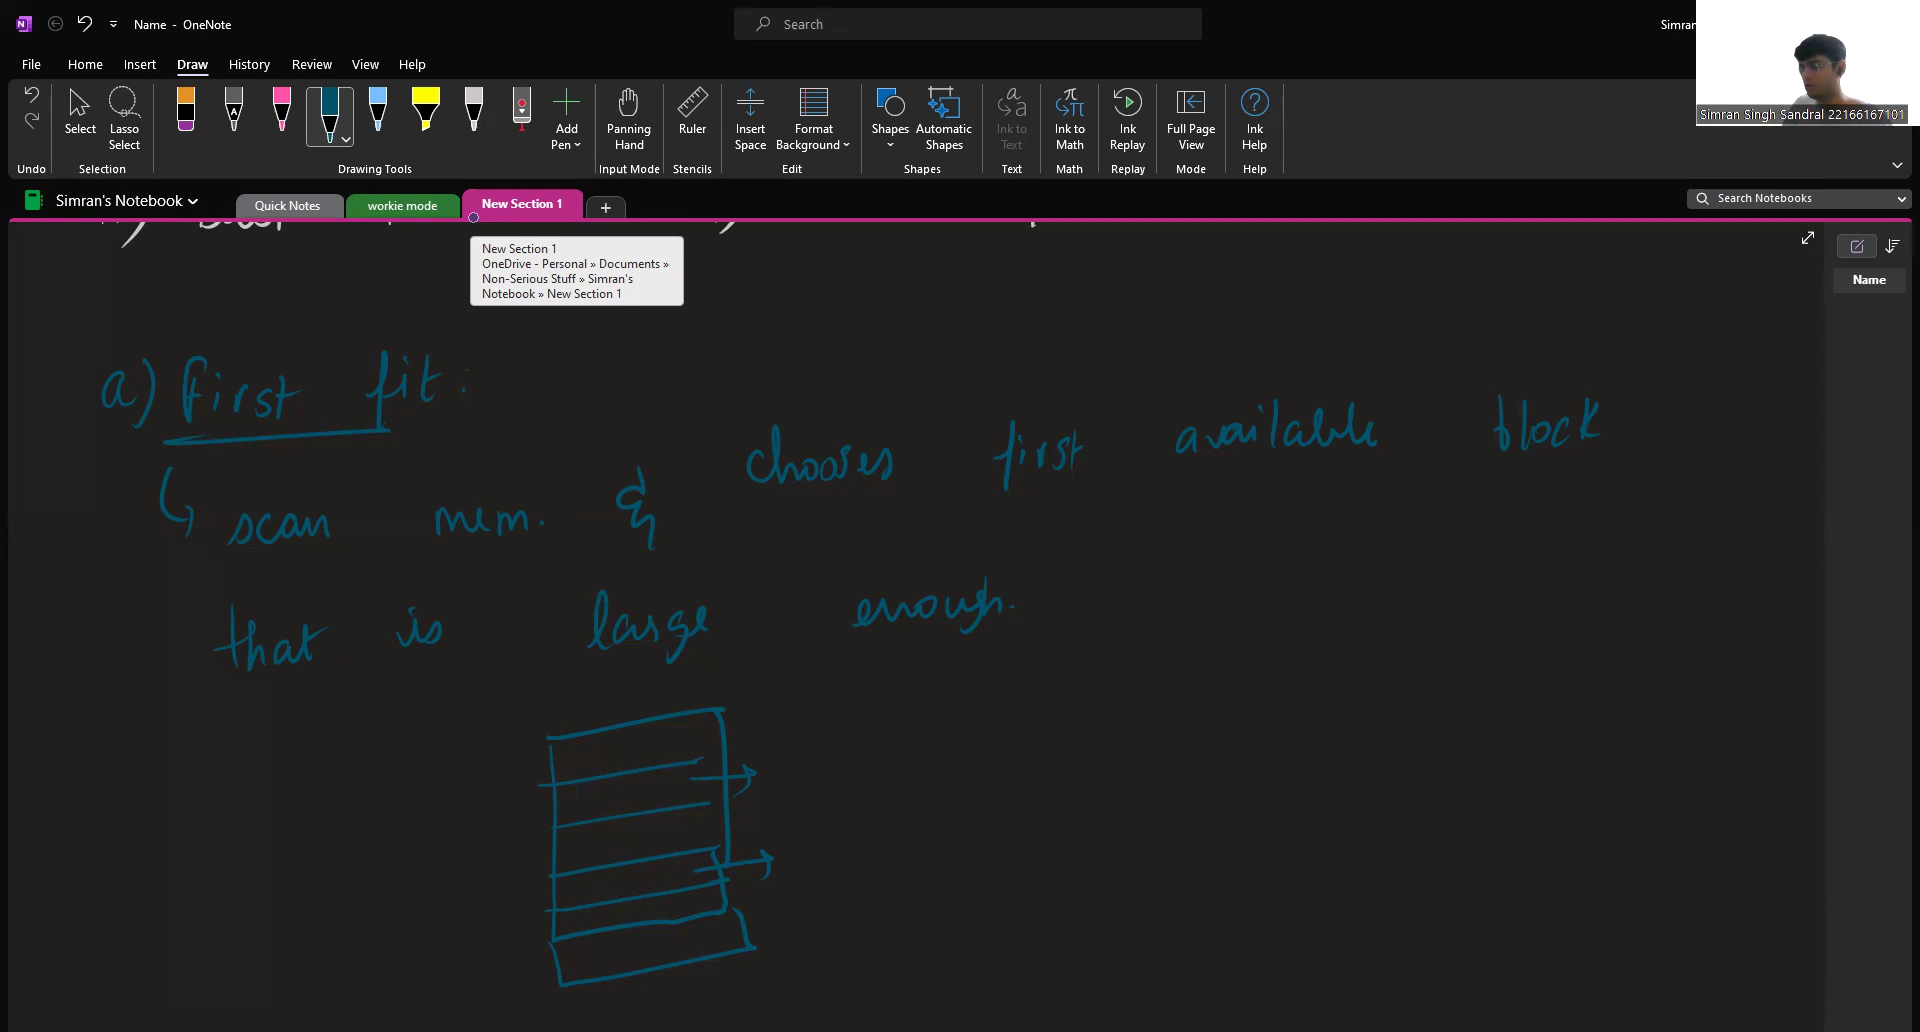 Name - OneNote
Search
Simran
File Home Insert Draw History Review View Help
Undo
Select
Lasso Select
Selection
Drawing Tools
Add Pen
Panning Hand
Input Mode
Ruler
Stencils
Insert Space
Format Background
Edit
Shapes
Automatic Shapes
Shapes
Ink to Text
Text
Ink to Math
Math
Ink Replay
Replay
Full Page View
Mode
Ink Help
Help
Simran Singh Sandral 22166167101
Simran's Notebook
Quick Notes
workie mode
New Section 1
Search Notebooks
Name
New Section 1
OneDrive - Personal » Documents »
Non-Serious Stuff » Simran's
Notebook » New Section 1
a) First fit:
scan mem. & chooses first available block
that is large enough.